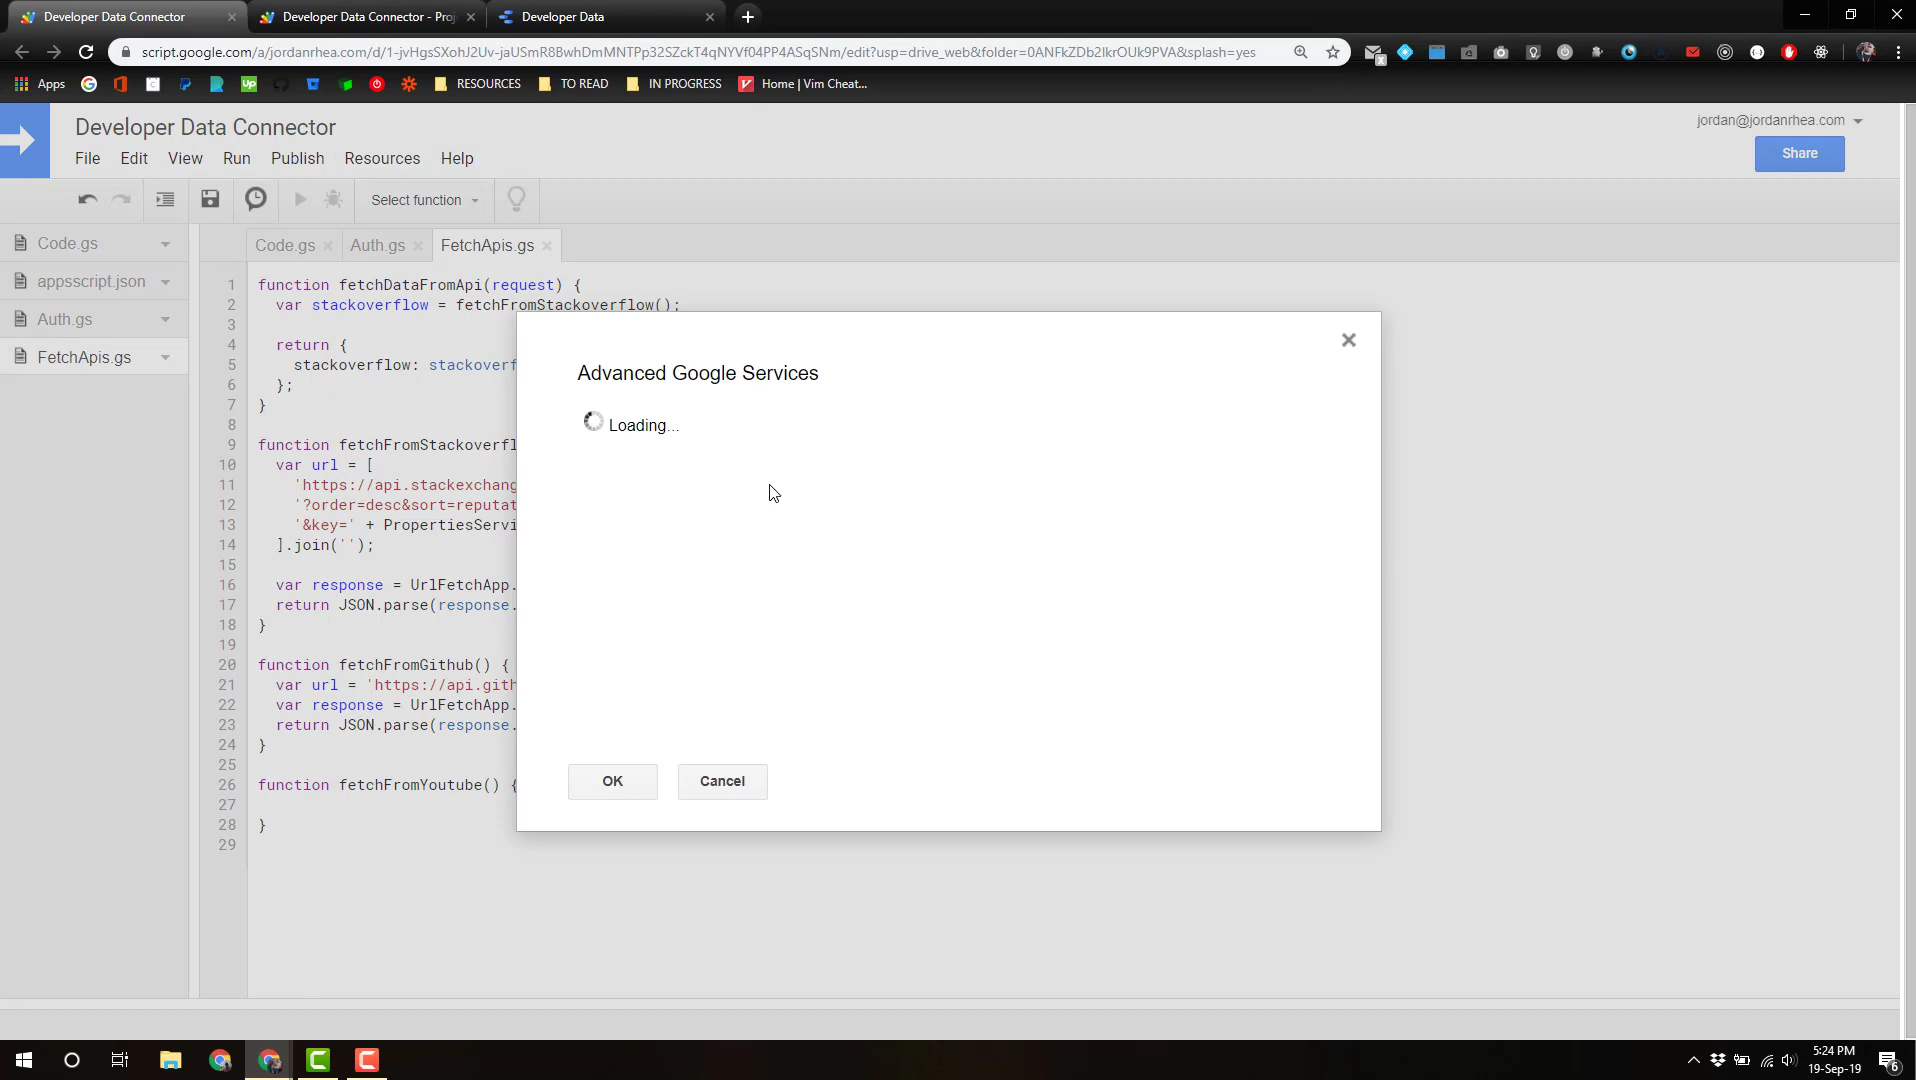 Developer Data Connector
Developer Data Connector - Proj
Developer Data
script.google.com/a/jordanrhea.com/d/1-jvHgsSXohJ2Uv-jaUSmR8BwhDmMNTPp32SZckT4qNYVf04PP4ASqSNm/edit?usp=drive_web&folder=0ANFkZDb2IkrOUk9PVA&splash=yes
Apps
RESOURCES
TO READ
IN PROGRESS
Home | Vim Cheat...
Developer Data Connector
jordan@jordanrhea.com
File Edit View Run Publish Resources Help
Share
Select function
Code.gs
appsscript.json
Auth.gs
FetchApis.gs
Code.gs Auth.gs FetchApis.gs
1 function fetchDataFromApi(request) {
2 var stackoverflow = fetchFromStackoverflow();
3
4 return {
5 stackoverflow: stackoverf
6 };
7 }
8
9 function fetchFromStackoverfl
10 var url = [
11 'https://api.stackexchang
12 '?order=desc&sort=reputat
13 '&key=' + PropertiesServi
14 ].join('');
15
16 var response = UrlFetchApp.
17 return JSON.parse(response.
18 }
19
20 function fetchFromGithub() {
21 var url = 'https://api.gith
22 var response = UrlFetchApp.
23 return JSON.parse(response.
24 }
25
26 function fetchFromYoutube() {
27
28 }
29
Advanced Google Services
Loading...
OK
Cancel
5:24 PM
19-Sep-19
6